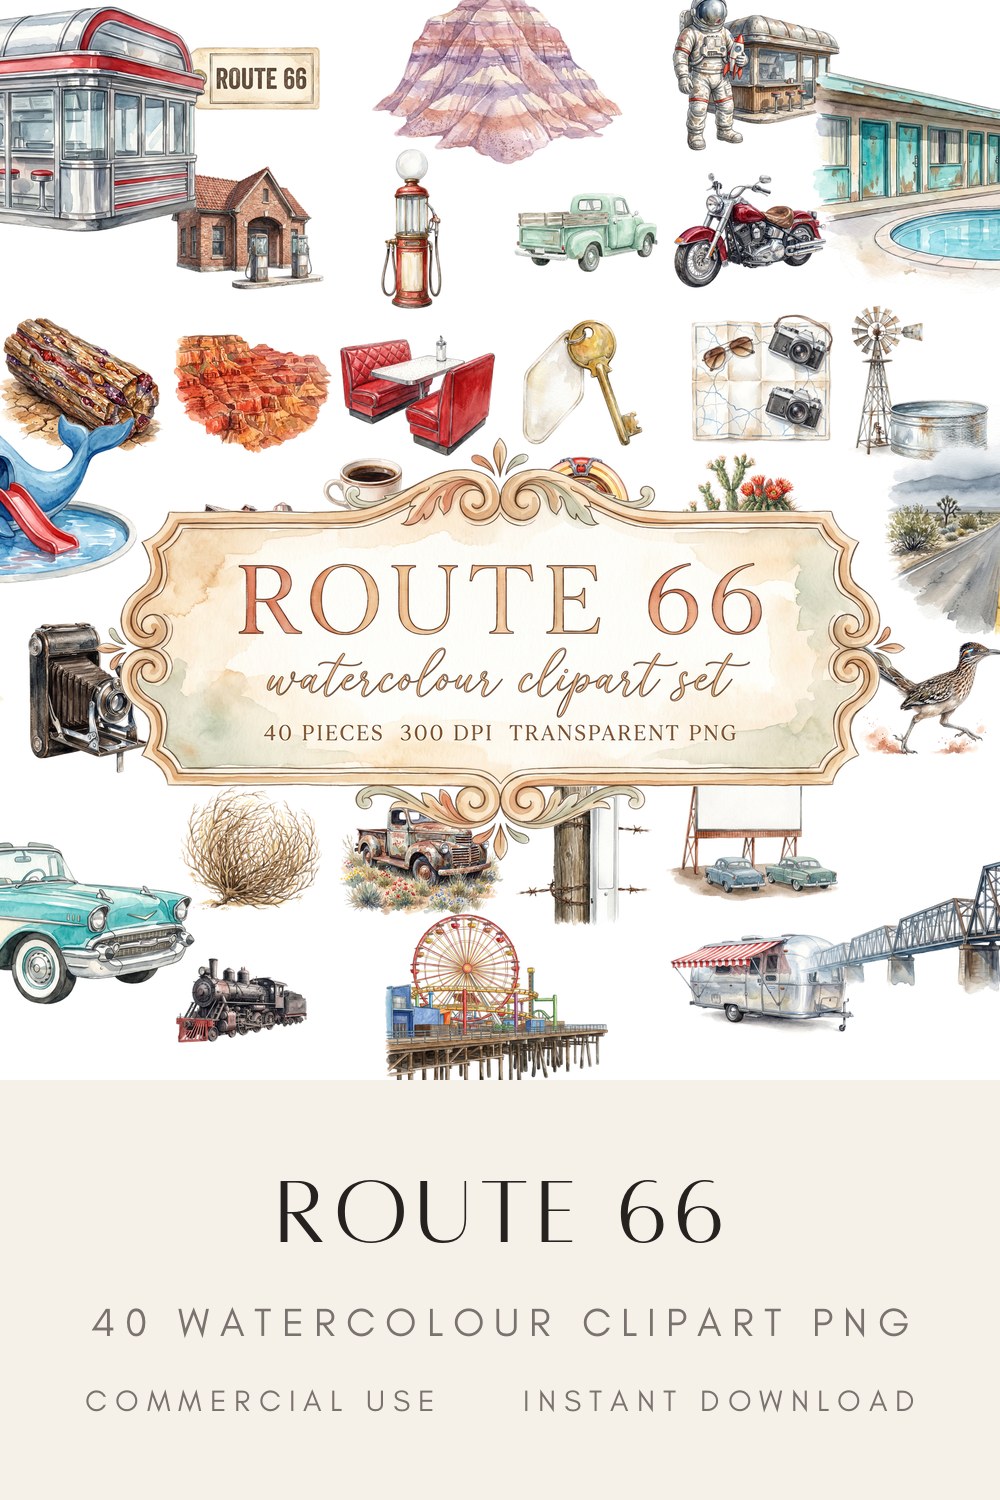 ROUTE 66
ROUTE 66
watercolour clipart set
40 PIECES 300 DPI TRANSPARENT PNG
ROUTE 66
40 WATERCOLOUR CLIPART PNG
COMMERCIAL USE INSTANT DOWNLOAD